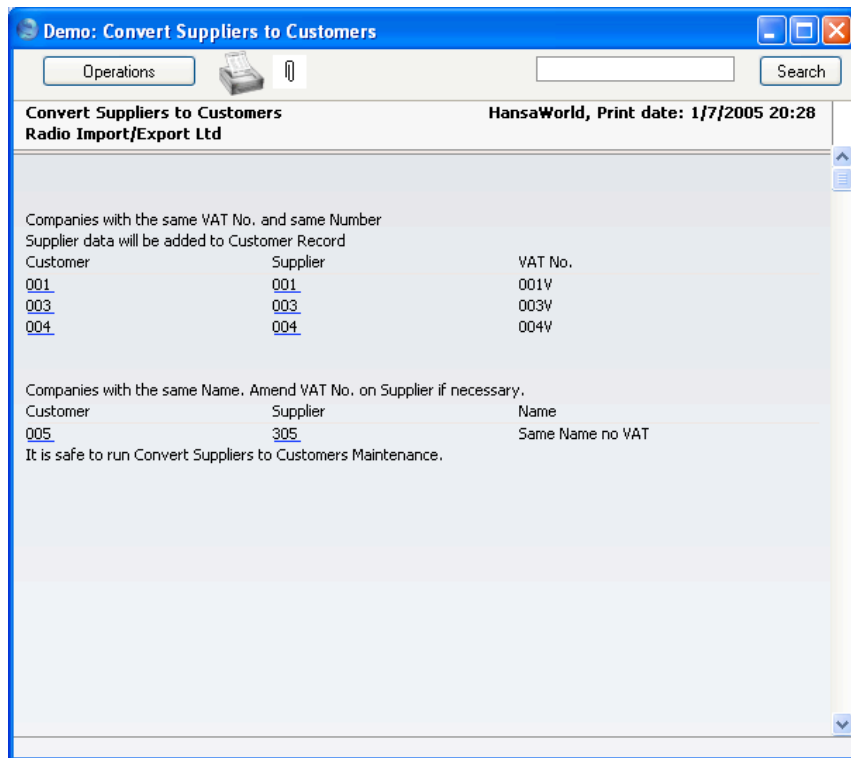 Demo: Convert Suppliers to Customers
Operations Search
Convert Suppliers to Customers HansaWorld, Print date: 1/7/2005 20:28
Radio Import/Export Ltd
Companies with the same VAT No. and same Number
Supplier data will be added to Customer Record
Customer Supplier VAT No.
001 001 001V
003 003 003V
004 004 004V
Companies with the same Name. Amend VAT No. on Supplier if necessary.
Customer Supplier Name
005 305 Same Name no VAT
It is safe to run Convert Suppliers to Customers Maintenance.